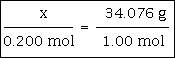 x / 0.200 mol = 34.076 g / 1.00 mol